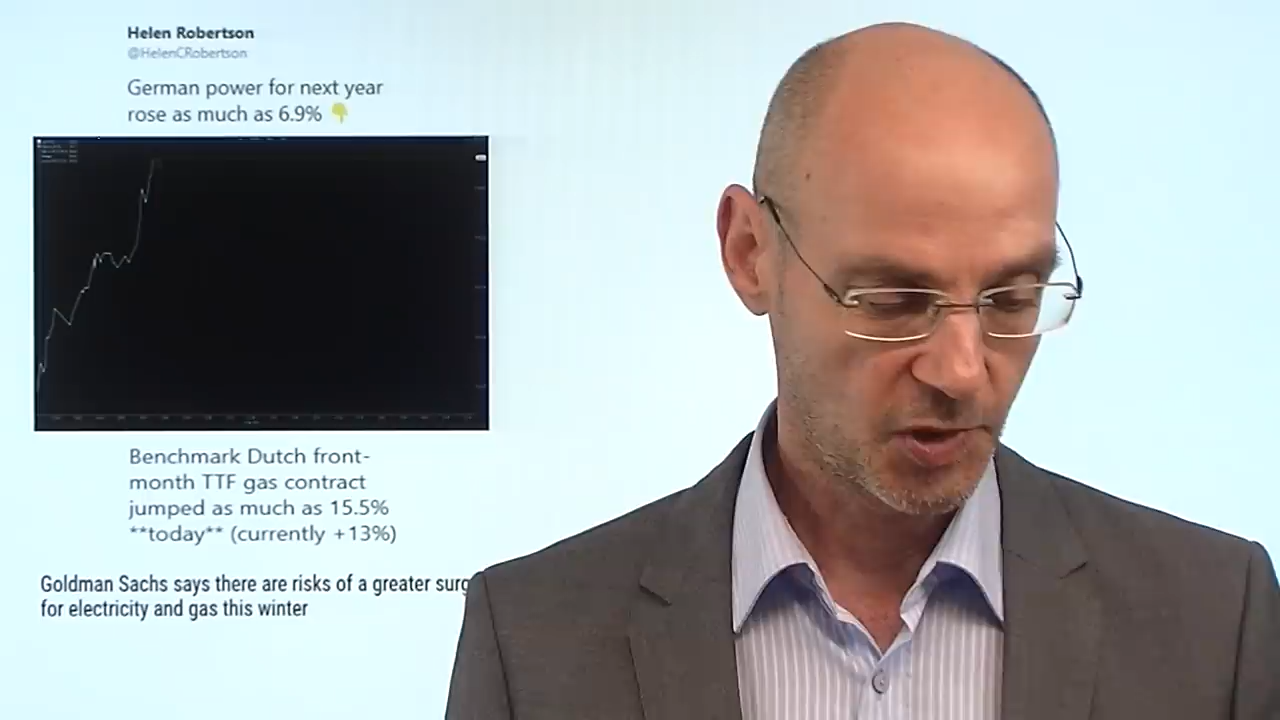 Helen Robertson
@HelenCRobertson
German power for next year
rose as much as 6.9% 👇
Benchmark Dutch front-
month TTF gas contract
jumped as much as 15.5%
**today** (currently +13%)
Goldman Sachs says there are risks of a greater
for electricity and gas this winter